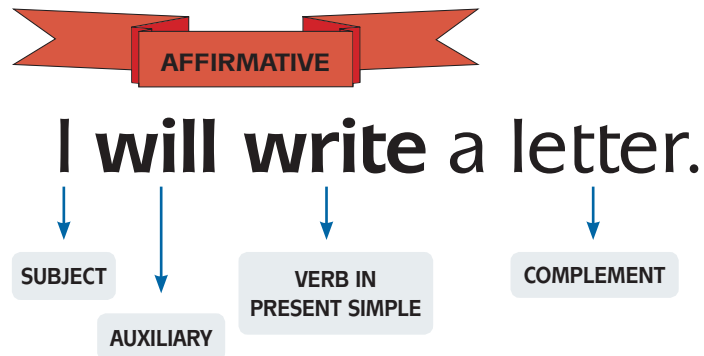 AFFIRMATIVE
I will write a letter.
SUBJECT
AUXILIARY
VERB IN
PRESENT SIMPLE
COMPLEMENT